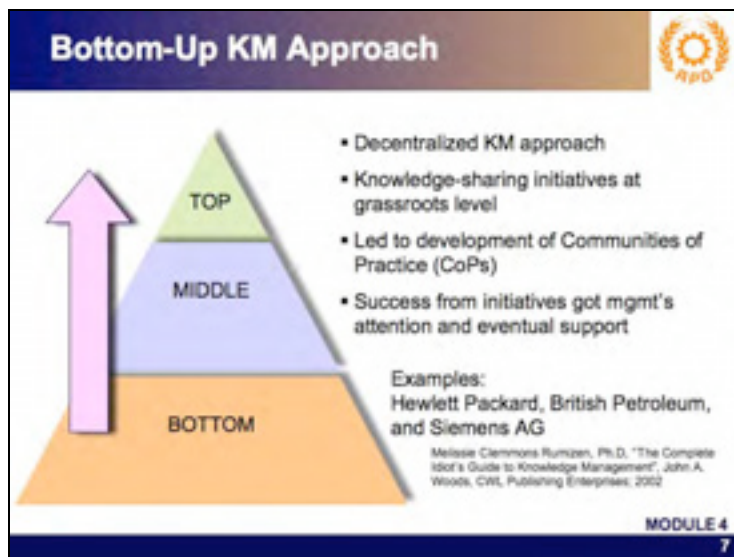 Bottom-Up KM Approach
RPG
TOP
MIDDLE
BOTTOM
▪ Decentralized KM approach
▪ Knowledge-sharing initiatives at
grassroots level
▪ Led to development of Communities of
Practice (CoPs)
▪ Success from initiatives got mgmt's
attention and eventual support
Examples:
Hewlett Packard, British Petroleum,
and Siemens AG
Melissie Clemmons Rumizen, Ph.D, "The Complete
Idiot's Guide to Knowledge Management", John A.
Woods, CWL Publishing Enterprises; 2002
MODULE 4
7